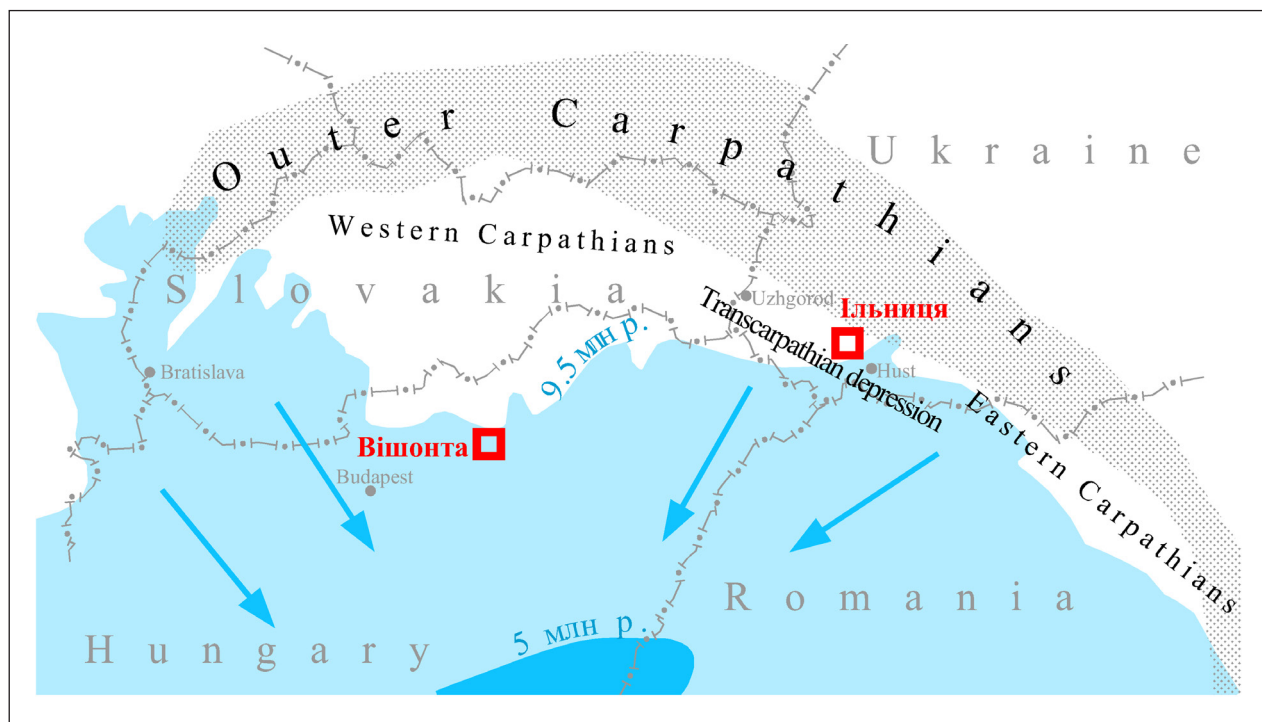 Outer Carpathians
Ukraine
Western Carpathians
Slovakia
Uzhgorod
Ільниця
Transcarpathian depression
9.5 млн р.
Bratislava
Hust
Eastern Carpathians
Вішонта
Budapest
Romania
5 млн р.
Hungary